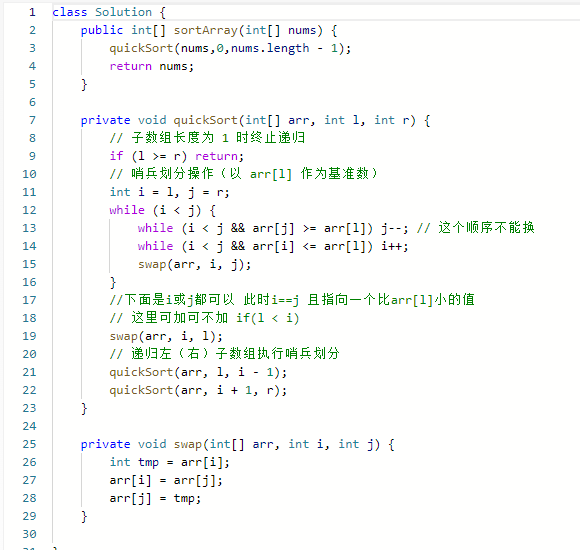 1 class Solution {
2 public int[] sortArray(int[] nums) {
3 quickSort(nums,0,nums.length - 1);
4 return nums;
5 }
6
7 private void quickSort(int[] arr, int l, int r) {
8 // 子数组长度为 1 时终止递归
9 if (l >= r) return;
10 // 哨兵划分操作（以 arr[l] 作为基准数）
11 int i = l, j = r;
12 while (i < j) {
13 while (i < j && arr[j] >= arr[l]) j--; // 这个顺序不能换
14 while (i < j && arr[i] <= arr[l]) i++;
15 swap(arr, i, j);
16 }
17 //下面是i或j都可以 此时i==j 且指向一个比arr[l]小的值
18 // 这里可加可不加 if(l < i)
19 swap(arr, i, l);
20 // 递归左（右）子数组执行哨兵划分
21 quickSort(arr, l, i - 1);
22 quickSort(arr, i + 1, r);
23 }
24
25 private void swap(int[] arr, int i, int j) {
26 int tmp = arr[i];
27 arr[i] = arr[j];
28 arr[j] = tmp;
29 }
30